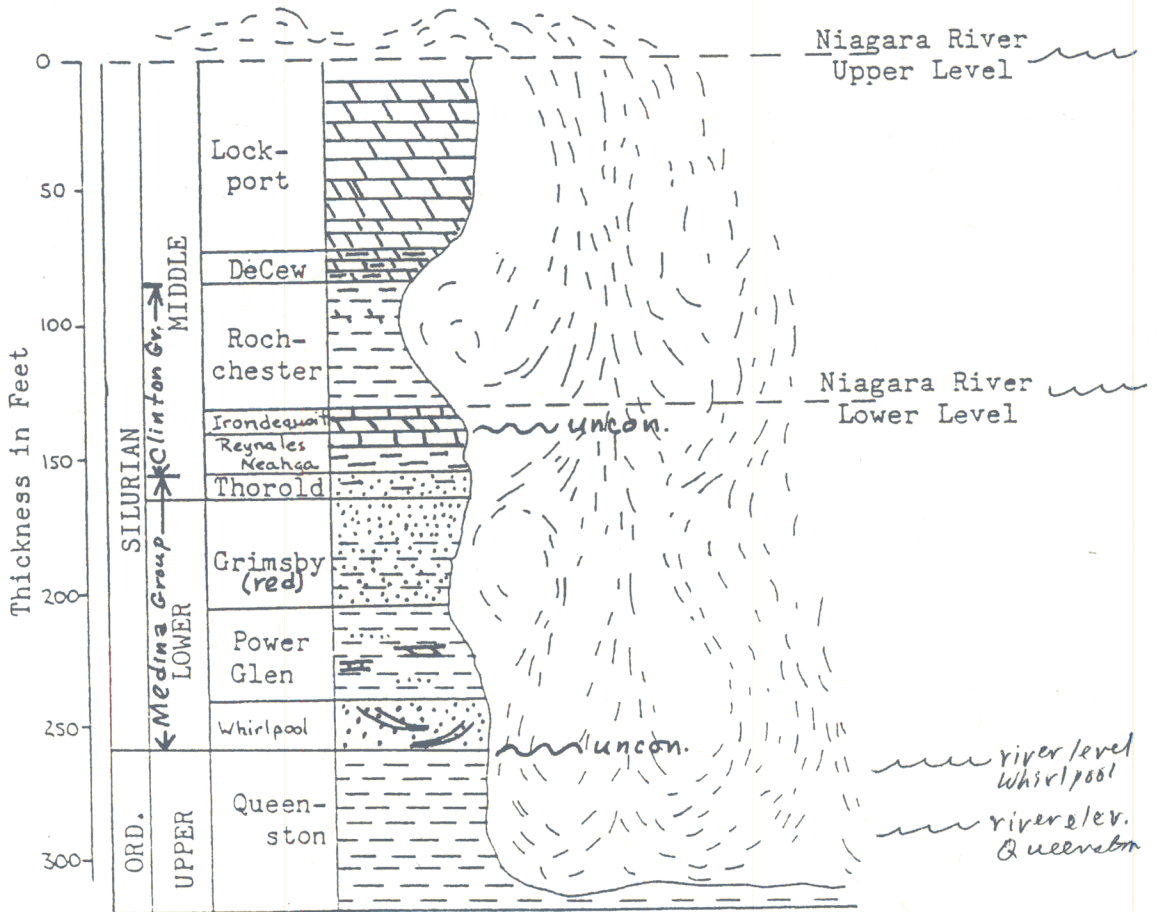 Niagara River
Upper Level
0
50
100
150
200
250
300
Thickness in Feet
SILURIAN
ORD.
MIDDLE
LOWER
UPPER
Clinton Gr.
Medina Group
Lock-
port
DeCew
Roch-
chester
Irondequoit
Reynales
Neahga
Thorold
Grimsby
(red)
Power
Glen
Whirlpool
Queen-
ston
Niagara River
Lower Level
uncon.
uncon.
river level
Whirlpool
river elev.
Queenston